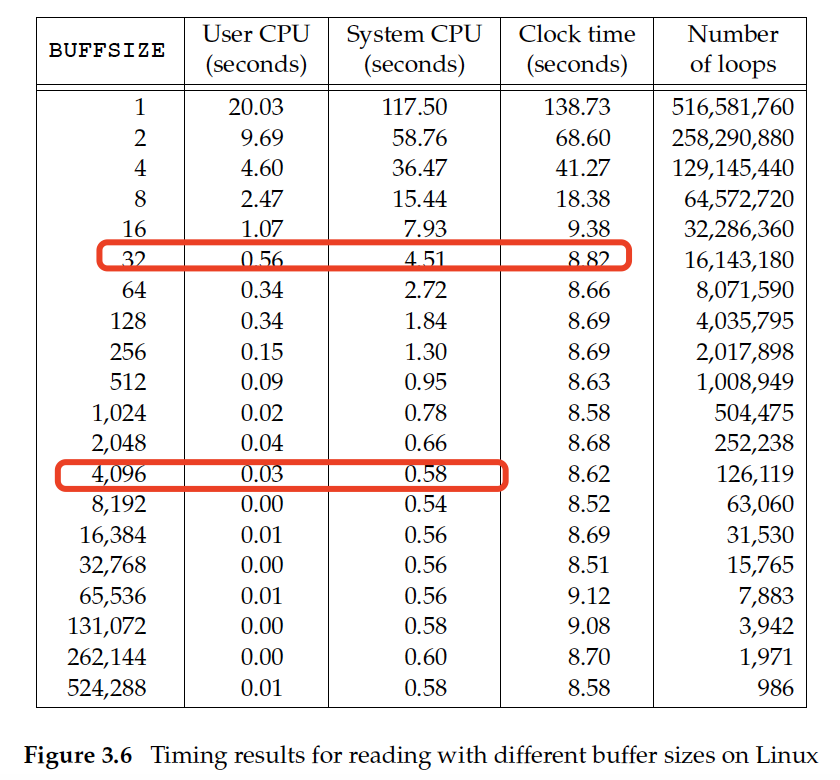 BUFFSIZE User CPU (seconds) System CPU (seconds) Clock time (seconds) Number of loops
1 20.03 117.50 138.73 516,581,760
2 9.69 58.76 68.60 258,290,880
4 4.60 36.47 41.27 129,145,440
8 2.47 15.44 18.38 64,572,720
16 1.07 7.93 9.38 32,286,360
32 0.56 4.51 8.82 16,143,180
64 0.34 2.72 8.66 8,071,590
128 0.34 1.84 8.69 4,035,795
256 0.15 1.30 8.69 2,017,898
512 0.09 0.95 8.63 1,008,949
1,024 0.02 0.78 8.58 504,475
2,048 0.04 0.66 8.68 252,238
4,096 0.03 0.58 8.62 126,119
8,192 0.00 0.54 8.52 63,060
16,384 0.01 0.56 8.69 31,530
32,768 0.00 0.56 8.51 15,765
65,536 0.01 0.56 9.12 7,883
131,072 0.00 0.58 9.08 3,942
262,144 0.00 0.60 8.70 1,971
524,288 0.01 0.58 8.58 986
Figure 3.6 Timing results for reading with different buffer sizes on Linux